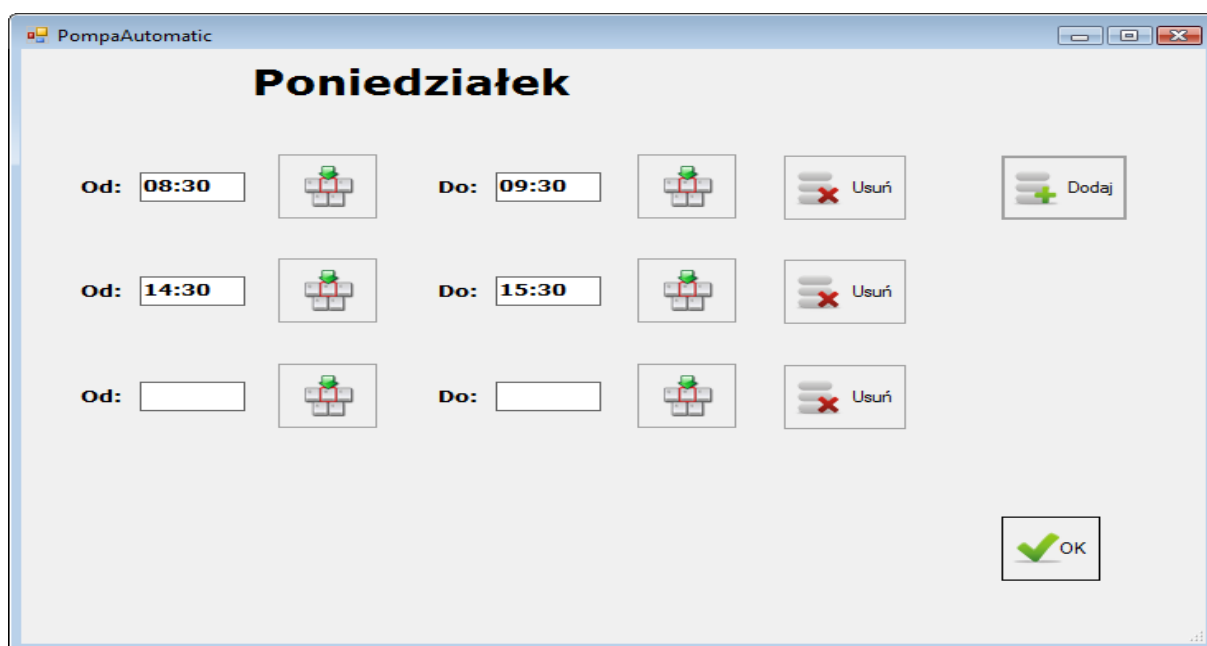 PompaAutomatic
Poniedziałek
Od: 08:30 Do: 09:30 Usuń Dodaj
Od: 14:30 Do: 15:30 Usuń
Od: Do: Usuń
OK